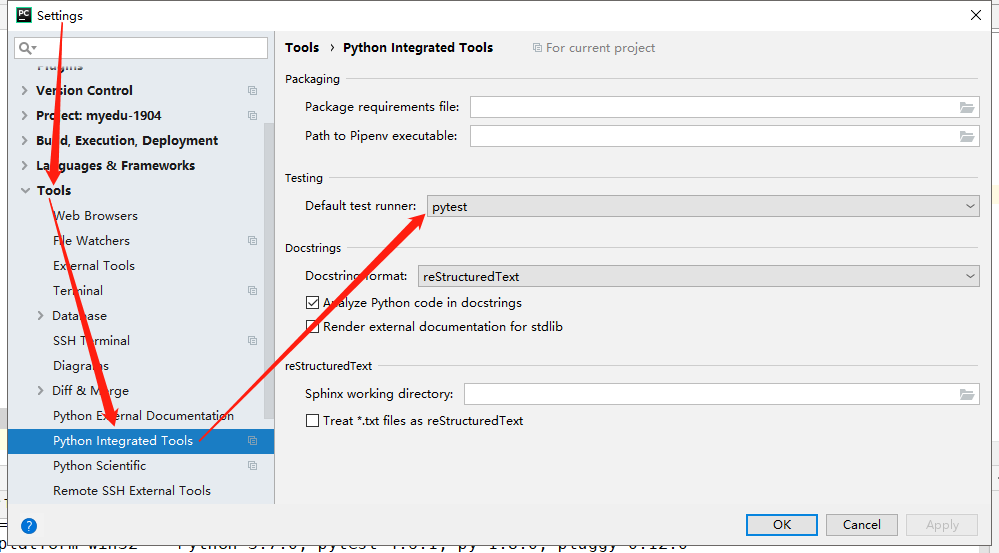 PC Settings
Tools › Python Integrated Tools For current project
Plugins
Version Control
Project: myedu-1904
Build, Execution, Deployment
Languages & Frameworks
Tools
Web Browsers
File Watchers
External Tools
Terminal
Database
SSH Terminal
Diagrams
Diff & Merge
Python External Documentation
Python Integrated Tools
Python Scientific
Remote SSH External Tools
Packaging
Package requirements file:
Path to Pipenv executable:
Testing
Default test runner: pytest
Docstrings
Docstring format: reStructuredText
Analyze Python code in docstrings
Render external documentation for stdlib
reStructuredText
Sphinx working directory:
Treat *.txt files as reStructuredText
? OK Cancel Apply